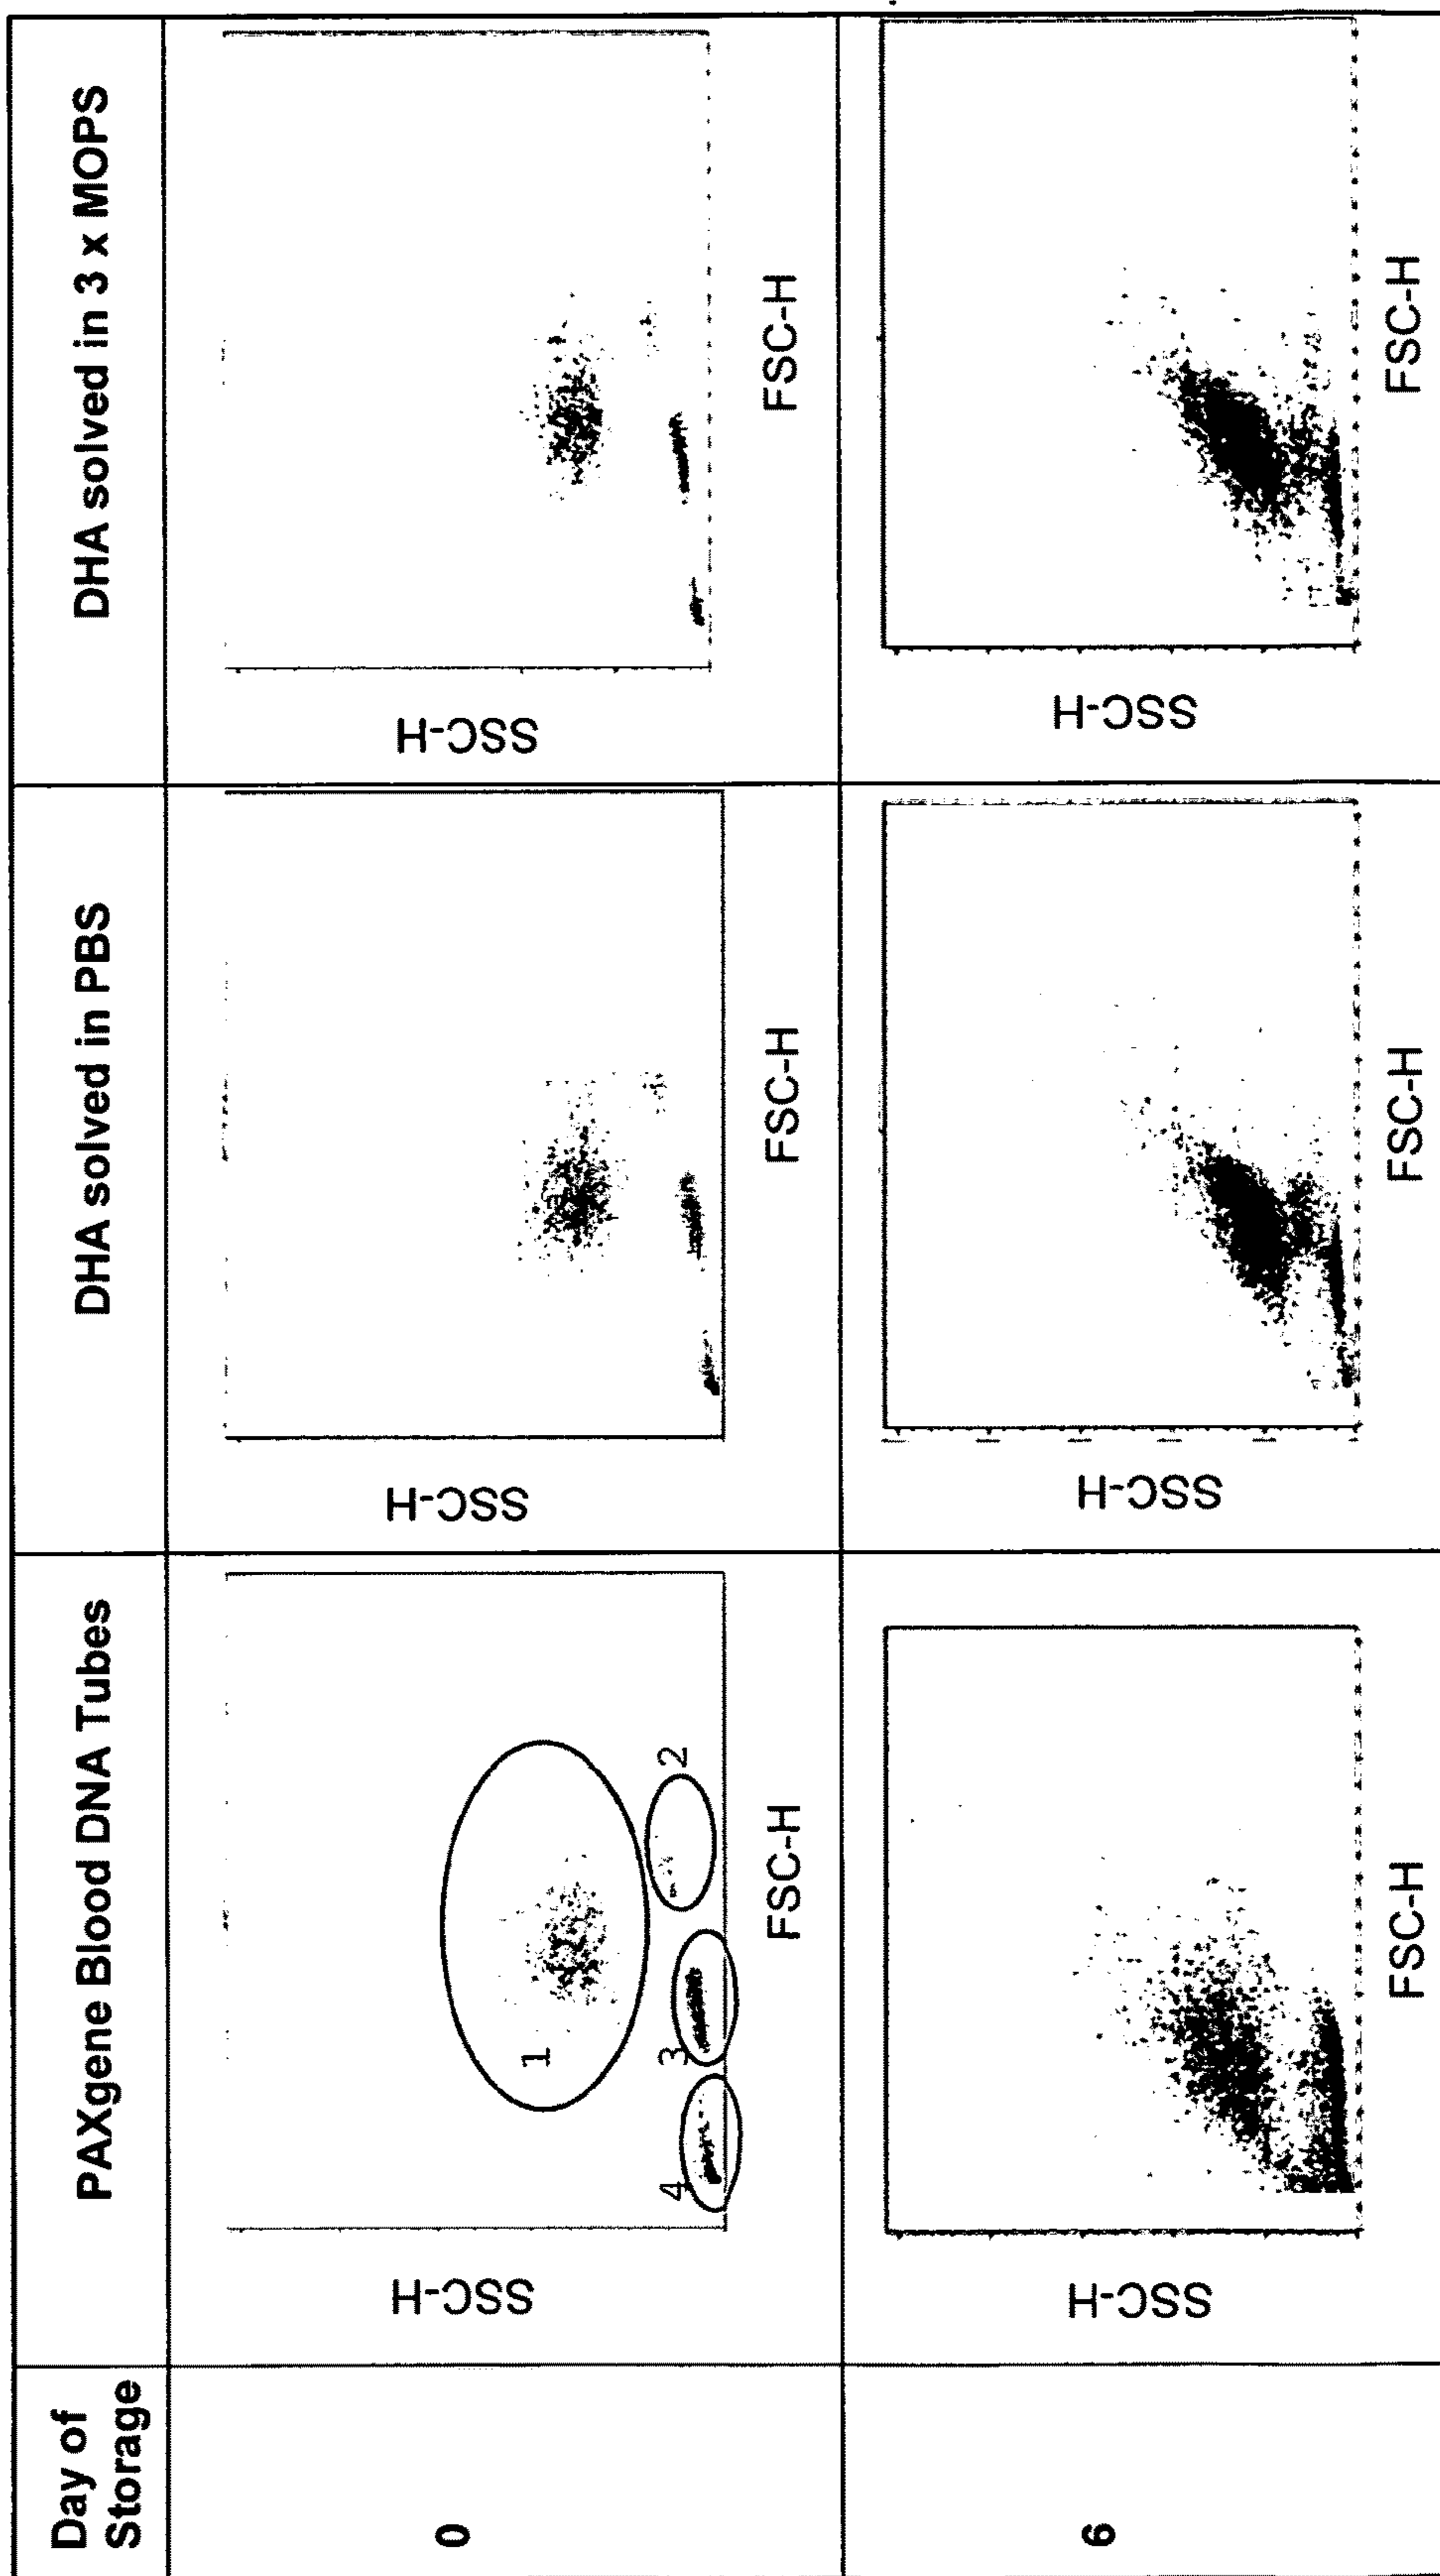 Day of
Storage
PAXgene Blood DNA Tubes
DHA solved in PBS
DHA solved in 3 x MOPS
0
SSC-H
1
2
3
4
FSC-H
SSC-H
FSC-H
SSC-H
FSC-H
6
SSC-H
FSC-H
SSC-H
FSC-H
SSC-H
FSC-H